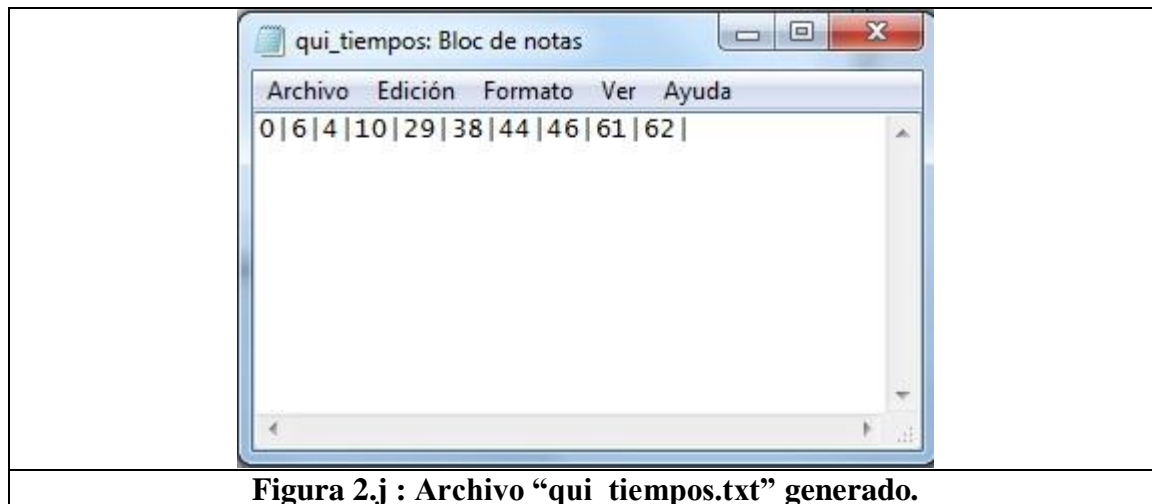 qui_tiempos: Bloc de notas
Archivo Edición Formato Ver Ayuda
0|6|4|10|29|38|44|46|61|62|
Figura 2.j : Archivo “qui_tiempos.txt” generado.